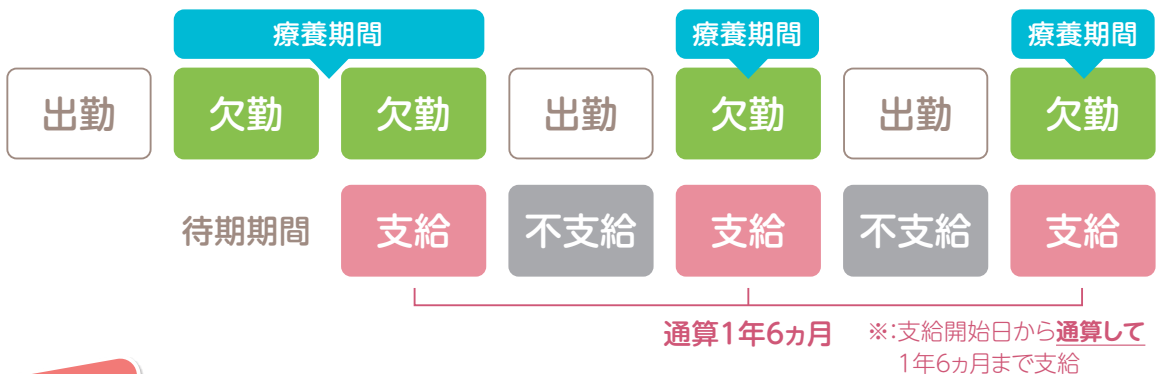 療養期間 療養期間 療養期間
出勤 欠勤 欠勤 出勤 欠勤 出勤 欠勤
待期期間 支給 不支給 支給 不支給 支給
通算1年6ヵ月 ※:支給開始日から通算して
1年6ヵ月まで支給